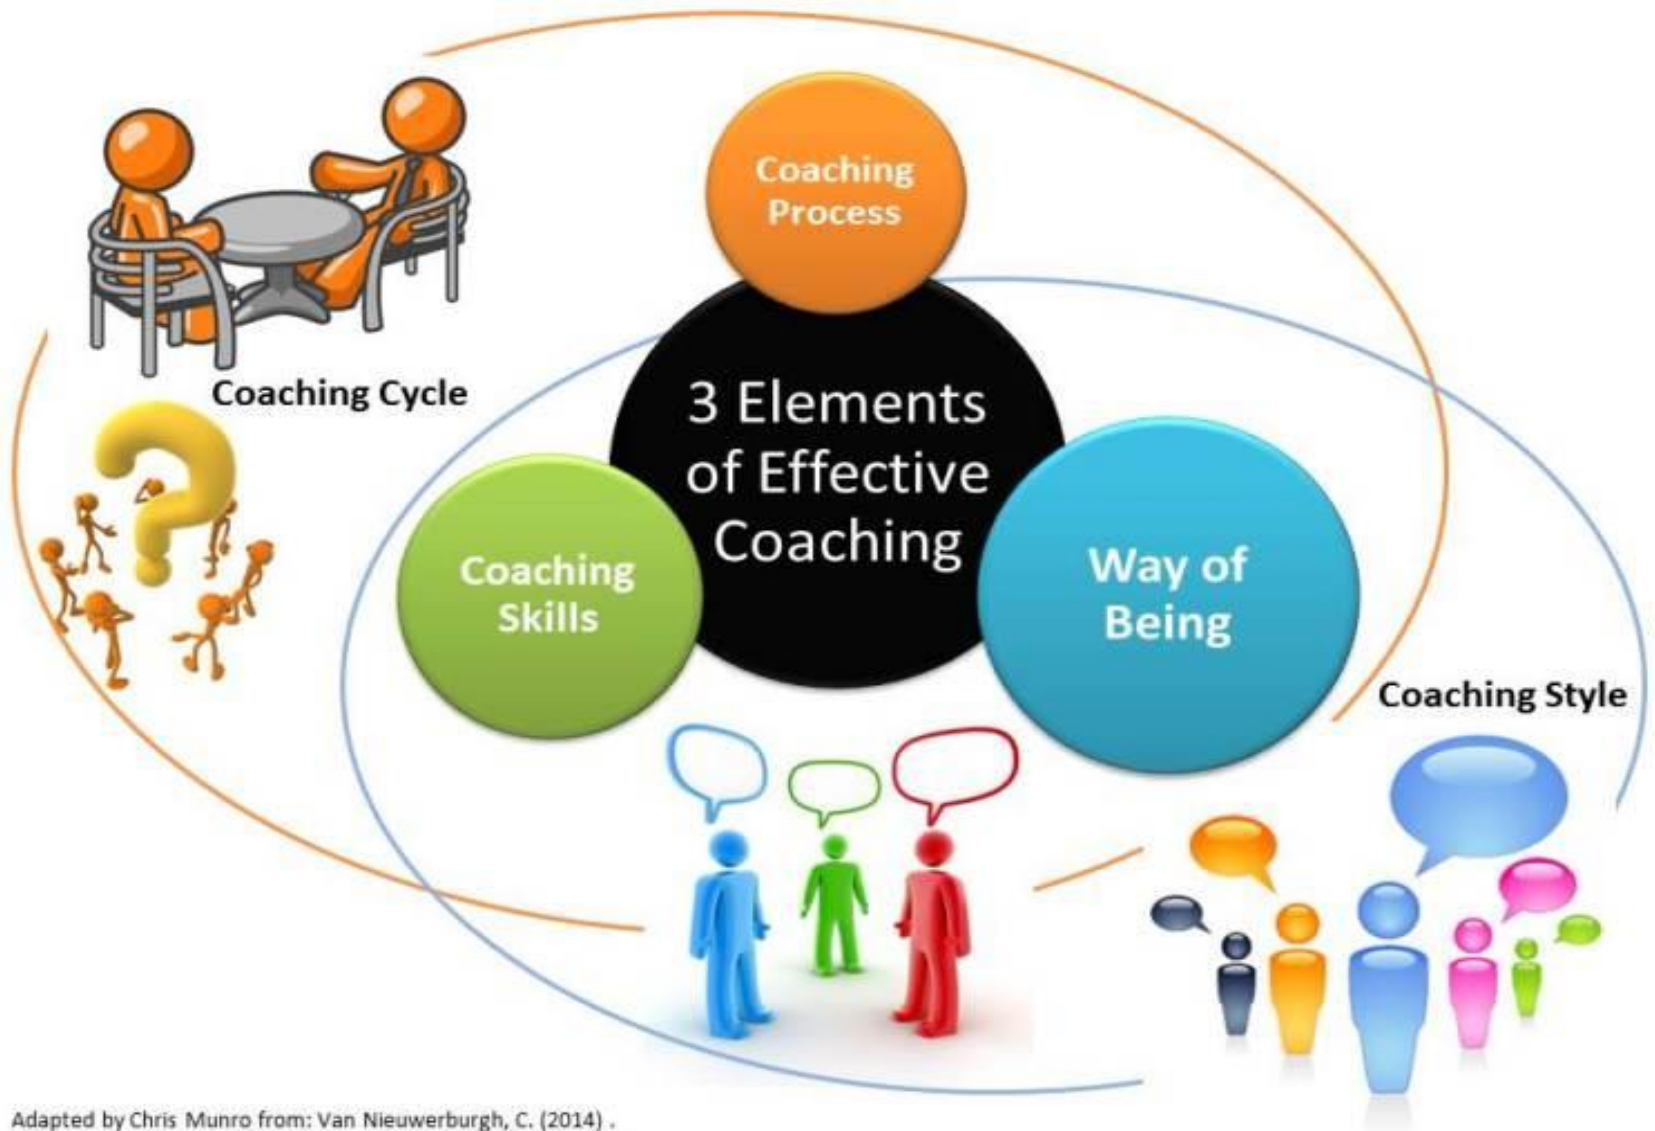 Coaching
Process
Coaching Cycle
3 Elements
of Effective
Coaching
Coaching
Skills
Way of
Being
Coaching Style
Adapted by Chris Munro from: Van Nieuwerburgh, C. (2014) .